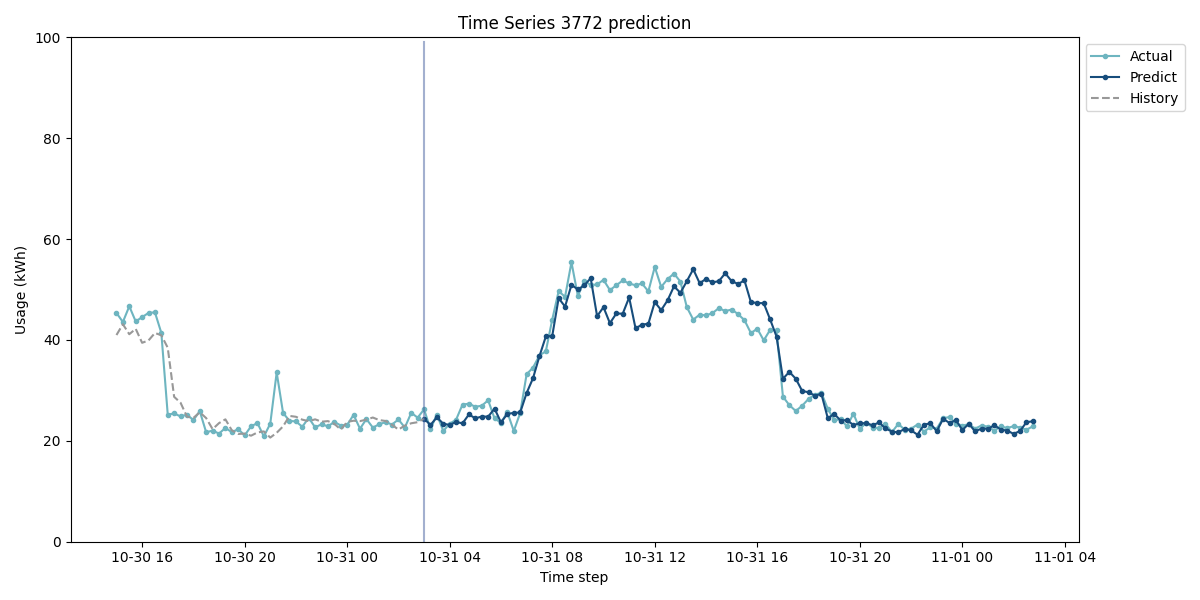 Time Series 3772 prediction
100
80
60
40
20
0
Usage (kWh)
10-30 16
10-30 20
10-31 00
10-31 04
10-31 08
10-31 12
10-31 16
10-31 20
11-01 00
11-01 04
Time step
Actual
Predict
History